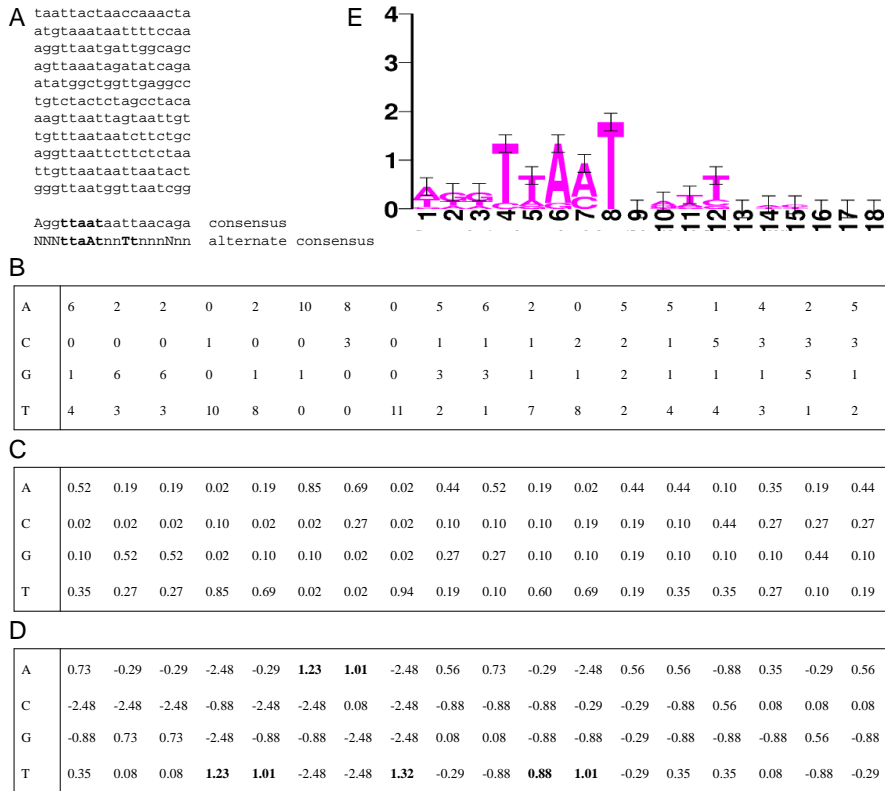 A
taattactaaccaaacta
atgtaaataattttccaa
aggttaatgattggcagc
agttaaatagatatcaga
atatggctggttgaggcc
tgtctactctagcctaca
aagttaattagtaattgt
tgtttaataatcttctgc
aggttaattcttctctaa
ttgttaataattaatact
gggttaatggttaatcgg
Aggttaataattaacaga consensus
NNNttaAtnnTtnnnNnn alternate consensus
E
4
3
2
1
0
1 2 3 4 5 6 7 8 9 10 11 12 13 14 15 16 17 18
B
A 6 2 2 0 2 10 8 0 5 6 2 0 5 5 1 4 2 5
C 0 0 0 1 0 0 3 0 1 1 1 2 2 1 5 3 3 3
G 1 6 6 0 1 1 0 0 3 3 1 1 2 1 1 1 5 1
T 4 3 3 10 8 0 0 11 2 1 7 8 2 4 4 3 1 2
C
A 0.52 0.19 0.19 0.02 0.19 0.85 0.69 0.02 0.44 0.52 0.19 0.02 0.44 0.44 0.10 0.35 0.19 0.44
C 0.02 0.02 0.02 0.10 0.02 0.02 0.27 0.02 0.10 0.10 0.10 0.19 0.19 0.10 0.44 0.27 0.27 0.27
G 0.10 0.52 0.52 0.02 0.10 0.10 0.02 0.02 0.27 0.27 0.10 0.10 0.19 0.10 0.10 0.10 0.44 0.10
T 0.35 0.27 0.27 0.85 0.69 0.02 0.02 0.94 0.19 0.10 0.60 0.69 0.19 0.35 0.35 0.27 0.10 0.19
D
A 0.73 -0.29 -0.29 -2.48 -0.29 1.23 1.01 -2.48 0.56 0.73 -0.29 -2.48 0.56 0.56 -0.88 0.35 -0.29 0.56
C -2.48 -2.48 -2.48 -0.88 -2.48 -2.48 0.08 -2.48 -0.88 -0.88 -0.88 -0.29 -0.29 -0.88 0.56 0.08 0.08 0.08
G -0.88 0.73 0.73 -2.48 -0.88 -0.88 -2.48 -2.48 0.08 0.08 -0.88 -0.88 -0.29 -0.88 -0.88 -0.88 0.56 -0.88
T 0.35 0.08 0.08 1.23 1.01 -2.48 -2.48 1.32 -0.29 -0.88 0.88 1.01 -0.29 0.35 0.35 0.08 -0.88 -0.29